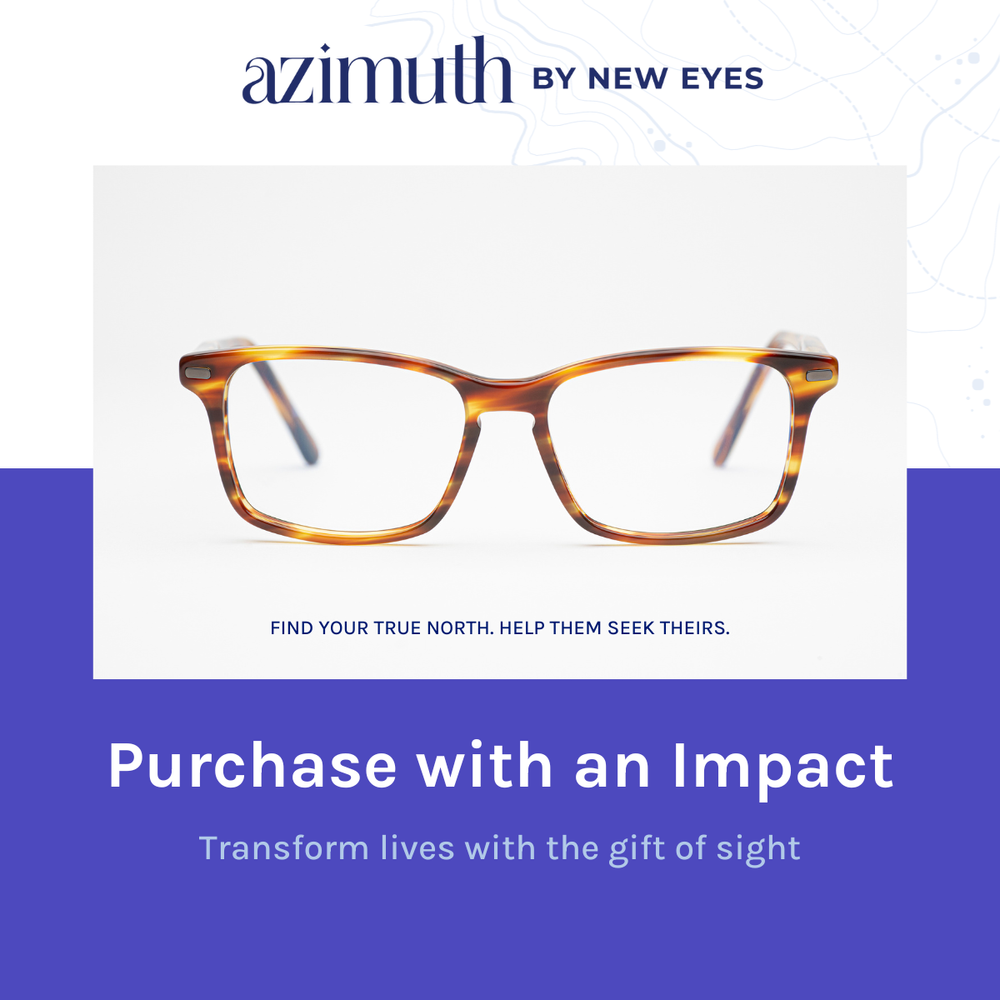 azimuth BY NEW EYES
FIND YOUR TRUE NORTH. HELP THEM SEEK THEIRS.
Purchase with an Impact
Transform lives with the gift of sight